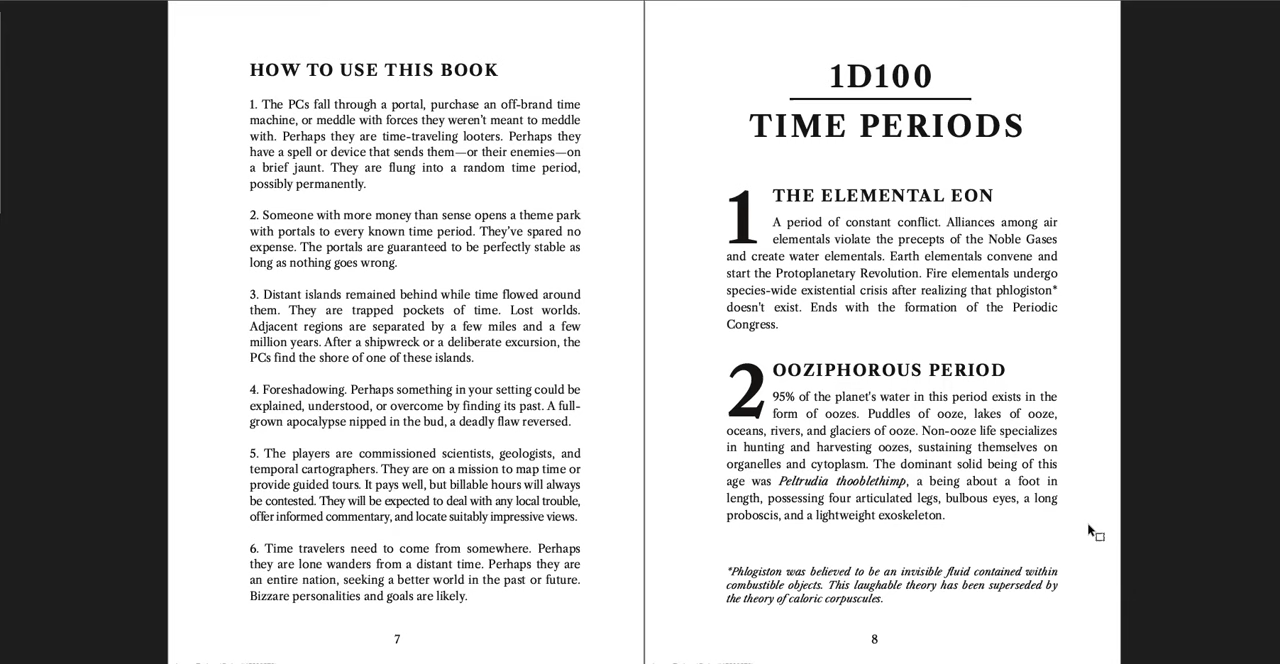 HOW TO USE THIS BOOK
1. The PCs fall through a portal, purchase an off-brand time
machine, or meddle with forces they weren't meant to meddle
with. Perhaps they are time-traveling looters. Perhaps they
have a spell or device that sends them—or their enemies—on
a brief jaunt. They are flung into a random time period,
possibly permanently.
2. Someone with more money than sense opens a theme park
with portals to every known time period. They've spared no
expense. The portals are guaranteed to be perfectly stable as
long as nothing goes wrong.
3. Distant islands remained behind while time flowed around
them. They are trapped pockets of time. Lost worlds.
Adjacent regions are separated by a few miles and a few
million years. After a shipwreck or a deliberate excursion, the
PCs find the shore of one of these islands.
4. Foreshadowing. Perhaps something in your setting could be
explained, understood, or overcome by finding its past. A full-
grown apocalypse nipped in the bud, a deadly flaw reversed.
5. The players are commissioned scientists, geologists, and
temporal cartographers. They are on a mission to map time or
provide guided tours. It pays well, but billable hours will always
be contested. They will be expected to deal with any local trouble,
offer informed commentary, and locate suitably impressive views.
6. Time travelers need to come from somewhere. Perhaps
they are lone wanders from a distant time. Perhaps they are
an entire nation, seeking a better world in the past or future.
Bizzare personalities and goals are likely.
7
1D100
TIME PERIODS
1 THE ELEMENTAL EON
A period of constant conflict. Alliances among air
elementals violate the precepts of the Noble Gases
and create water elementals. Earth elementals convene and
start the Protoplanetary Revolution. Fire elementals undergo
species-wide existential crisis after realizing that phlogiston*
doesn't exist. Ends with the formation of the Periodic
Congress.
2 OOZIPHOROUS PERIOD
95% of the planet's water in this period exists in the
form of oozes. Puddles of ooze, lakes of ooze,
oceans, rivers, and glaciers of ooze. Non-ooze life specializes
in hunting and harvesting oozes, sustaining themselves on
organelles and cytoplasm. The dominant solid being of this
age was Peltrudia thooblethimp, a being about a foot in
length, possessing four articulated legs, bulbous eyes, a long
proboscis, and a lightweight exoskeleton.
*Phlogiston was believed to be an invisible fluid contained within
combustible objects. This laughable theory has been superseded by
the theory of caloric corpuscules.
8